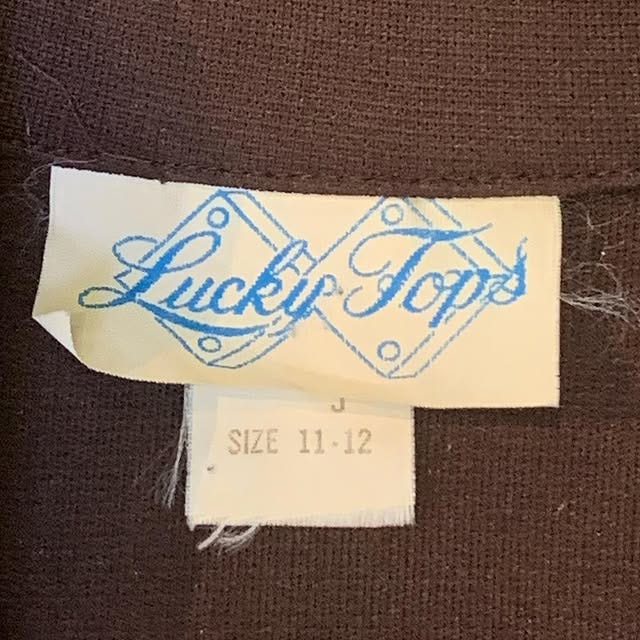 Lucky Tops
J
SIZE 11-12